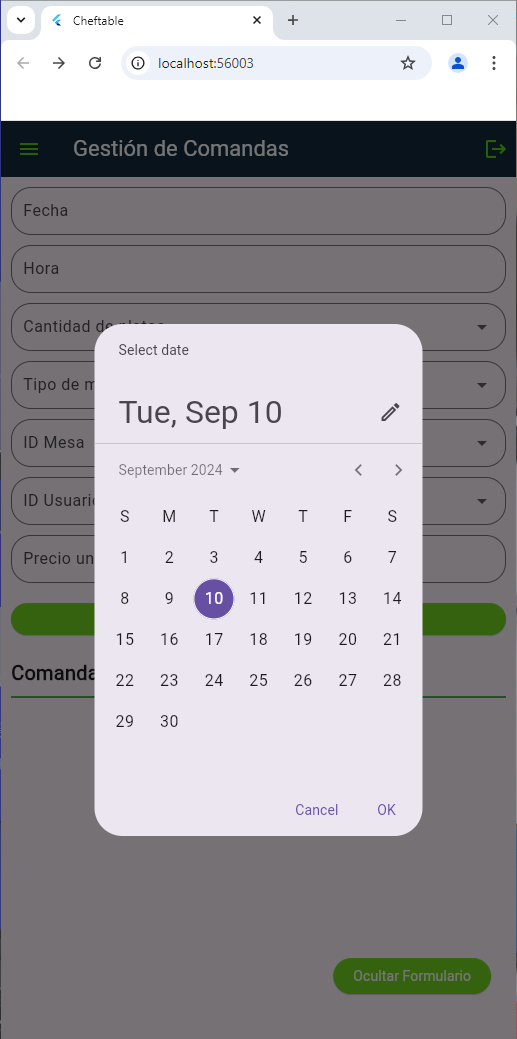 Cheftable
localhost:56003
Gestión de Comandas
Fecha
Hora
Cantidad de platos
Select date
Tipo de m
Tue, Sep 10
ID Mesa
September 2024
ID Usuario
S M T W T F S
1 2 3 4 5 6 7
Precio un
8 9 10 11 12 13 14
15 16 17 18 19 20 21
Comanda
22 23 24 25 26 27 28
29 30
Cancel OK
Ocultar Formulario